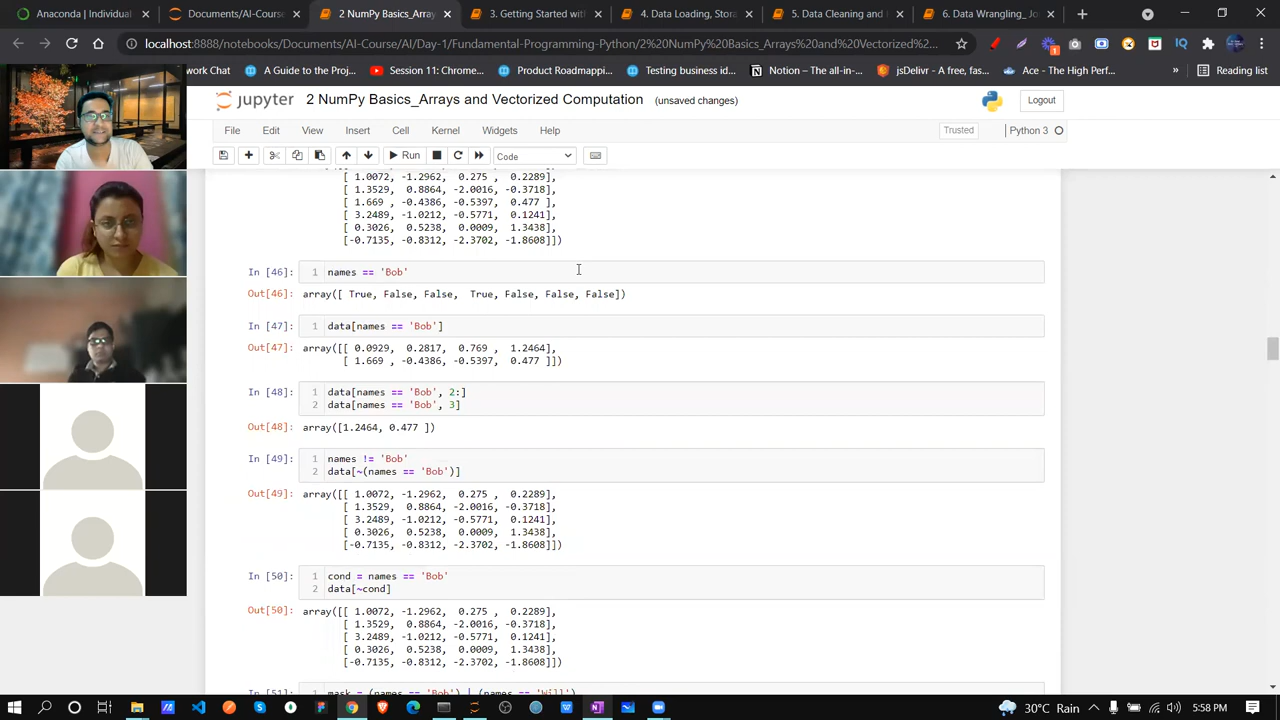 Anaconda | Individual
Documents/AI-Course
2 NumPy Basics_Array
3. Getting Started with
4. Data Loading, Stora
5. Data Cleaning and
6. Data Wrangling_ Jo
localhost:8888/notebooks/Documents/AI-Course/AI/Day-1/Fundamental-Programming-Python/2%20NumPy%20Basics_Arrays%20and%20Vectorized%20...
work Chat
A Guide to the Proj...
Session 11: Chrome...
Product Roadmappi...
Testing business id...
Notion – The all-in-...
jsDelivr - A free, fas...
Ace - The High Perf...
»
Reading list
jupyter
2 NumPy Basics_Arrays and Vectorized Computation (unsaved changes)
Logout
File Edit View Insert Cell Kernel Widgets Help
Trusted
Python 3
Run
Code
[ 1.0072, -1.2962, 0.275 , 0.2289],
[ 1.3529, 0.8864, -2.0016, -0.3718],
[ 1.669 , -0.4386, -0.5397, 0.477 ],
[ 3.2489, -1.0212, -0.5771, 0.1241],
[ 0.3026, 0.5238, 0.0009, 1.3438],
[-0.7135, -0.8312, -2.3702, -1.8608]])
In [46]: 1 names == 'Bob'
Out[46]: array([ True, False, False, True, False, False, False])
In [47]: 1 data[names == 'Bob']
Out[47]: array([[ 0.0929, 0.2817, 0.769 , 1.2464],
[ 1.669 , -0.4386, -0.5397, 0.477 ]])
In [48]: 1 data[names == 'Bob', 2:]
2 data[names == 'Bob', 3]
Out[48]: array([1.2464, 0.477 ])
In [49]: 1 names != 'Bob'
2 data[~(names == 'Bob')]
Out[49]: array([[ 1.0072, -1.2962, 0.275 , 0.2289],
[ 1.3529, 0.8864, -2.0016, -0.3718],
[ 3.2489, -1.0212, -0.5771, 0.1241],
[ 0.3026, 0.5238, 0.0009, 1.3438],
[-0.7135, -0.8312, -2.3702, -1.8608]])
In [50]: 1 cond = names == 'Bob'
2 data[~cond]
Out[50]: array([[ 1.0072, -1.2962, 0.275 , 0.2289],
[ 1.3529, 0.8864, -2.0016, -0.3718],
[ 3.2489, -1.0212, -0.5771, 0.1241],
[ 0.3026, 0.5238, 0.0009, 1.3438],
[-0.7135, -0.8312, -2.3702, -1.8608]])
In [51]: 1 mask = (names == 'Bob') | (names == 'Will')
30°C Rain
5:58 PM